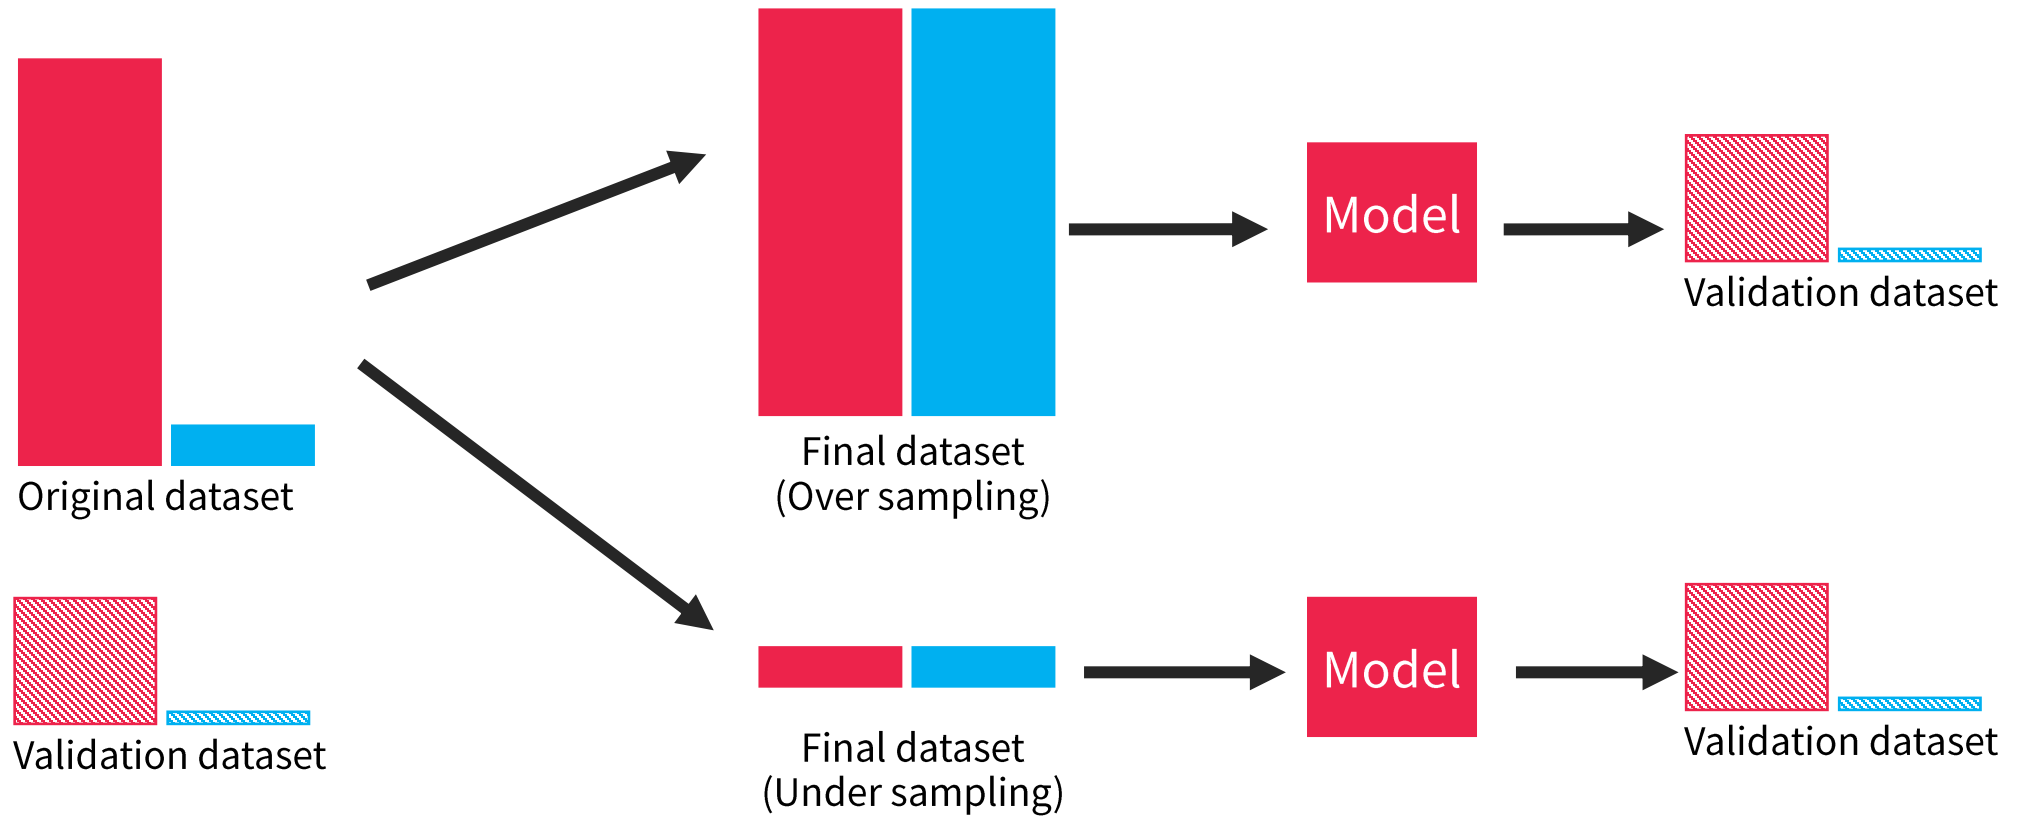 Original dataset
Validation dataset
Final dataset
(Over sampling)
Model
Validation dataset
Final dataset
(Under sampling)
Model
Validation dataset